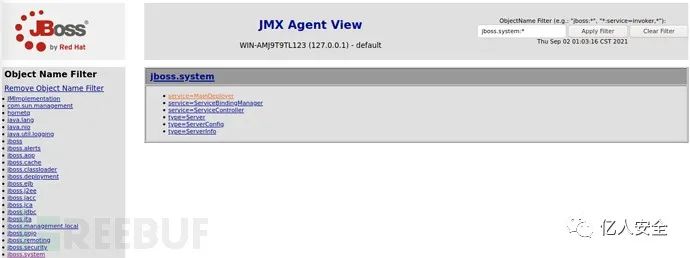 JBoss
by Red Hat
JMX Agent View
WIN-AMJ9T9TL123 (127.0.0.1) - default
ObjectName Filter (e.g. "jboss:*", "*:service=invoker,*"):
jboss.system:*
Apply Filter
Clear Filter
Thu Sep 02 01:03:16 CST 2021
Object Name Filter
Remove Object Name Filter
JMImplementation
com.sun.management
hornetq
java.lang
java.nio
java.util.logging
jboss
jboss.alerts
jboss.aop
jboss.cache
jboss.classloader
jboss.deployment
jboss.ejb
jboss.j2ee
jboss.jacc
jboss.jca
jboss.jdbc
jboss.jta
jboss.management.local
jboss.pojo
jboss.remoting
jboss.security
jboss.system
jboss.system
service=MainDeployer
service=ServiceBindingManager
service=ServiceController
type=Server
type=ServerConfig
type=ServerInfo
REEBUF
亿人安全